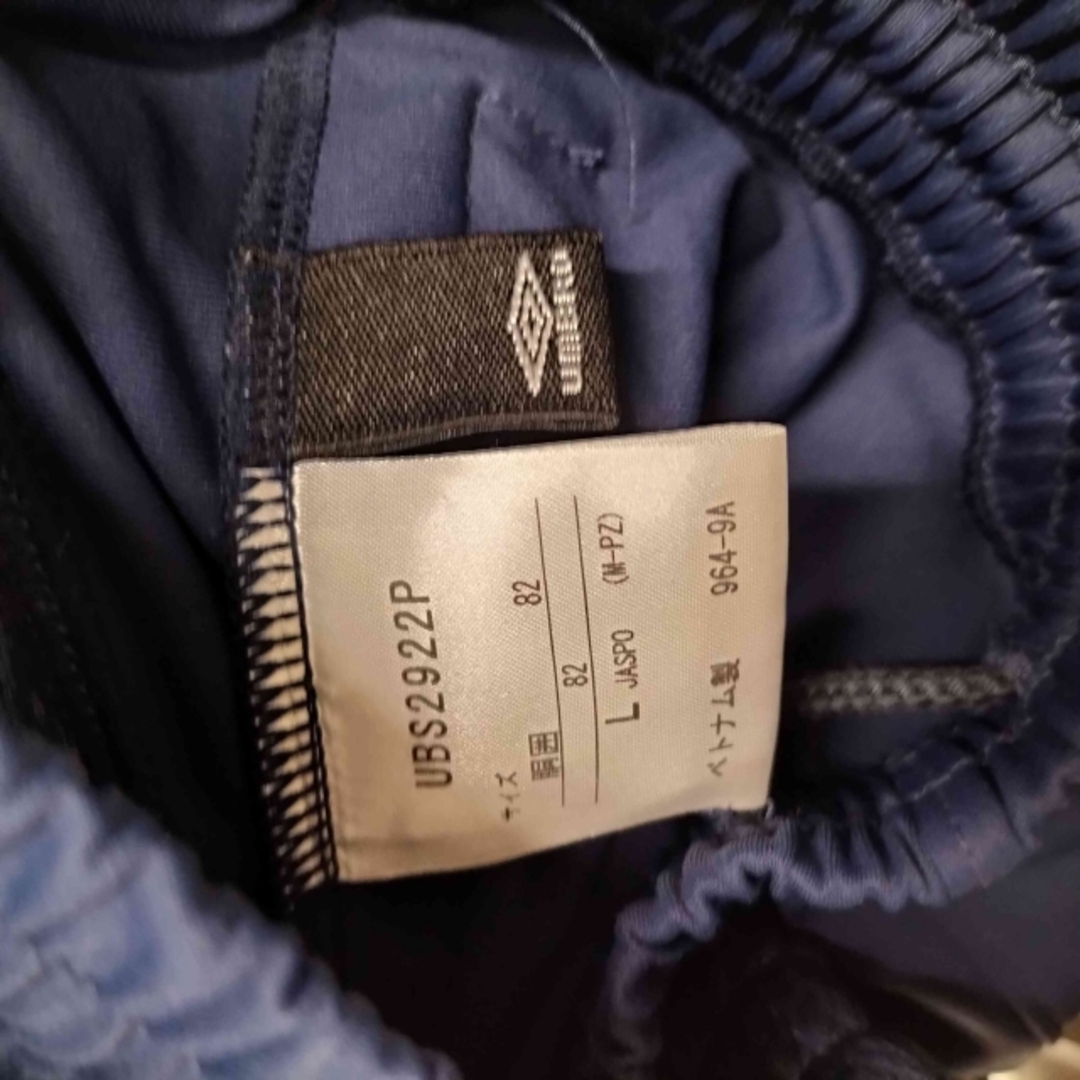 umbro
UBS2922P
サイズ
胴囲 82
82
L JASPO (M-PZ)
ベトナム製 964-9A